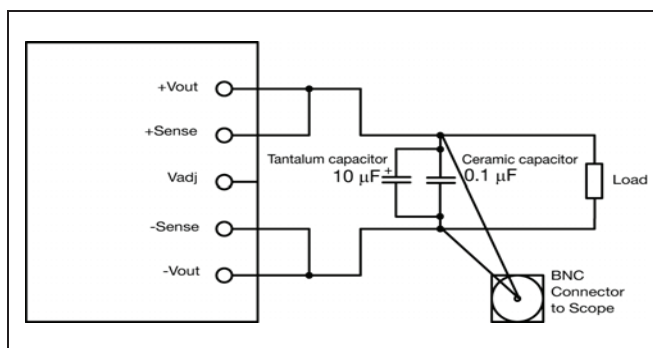 +Vout
+Sense
Vadj
-Sense
-Vout
Tantalum capacitor
10 µF+
Ceramic capacitor
0.1 µF
Load
BNC
Connector
to Scope